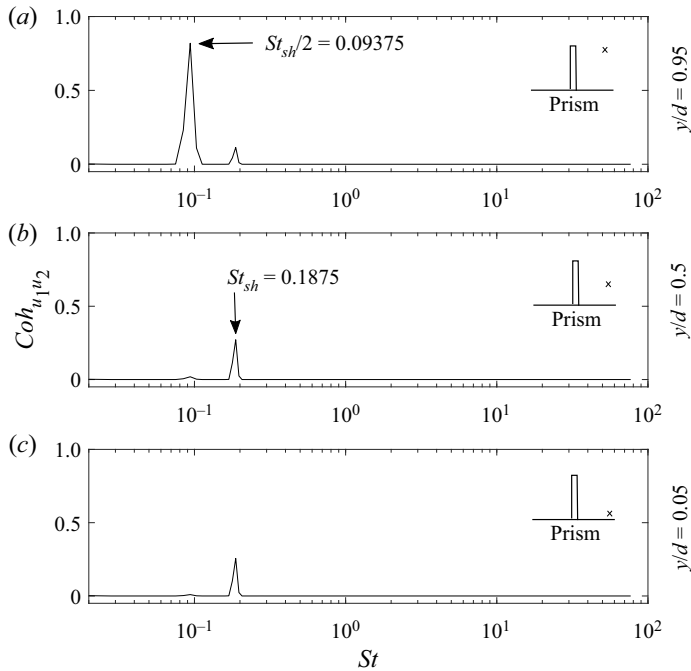 (a)
1.0
0.5
0
St_sh/2 = 0.09375
Prism
y/d = 0.95
10^−1
10^0
10^1
10^2
(b)
1.0
0.5
0
St_sh = 0.1875
Prism
y/d = 0.5
10^−1
10^0
10^1
10^2
Coh_{u_1u_2}
(c)
1.0
0.5
0
Prism
y/d = 0.05
10^−1
10^0
10^1
10^2
St